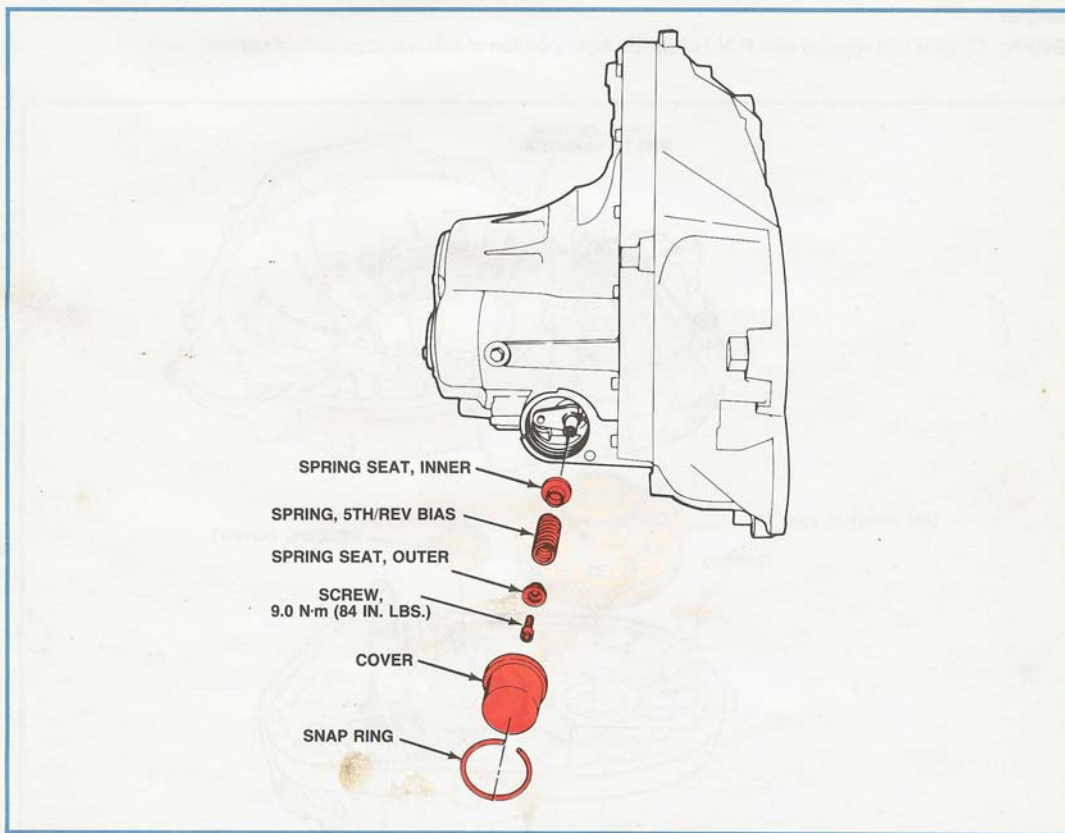 SPRING SEAT, INNER
SPRING, 5TH/REV BIAS
SPRING SEAT, OUTER
SCREW,
9.0 N·m (84 IN. LBS.)
COVER
SNAP RING